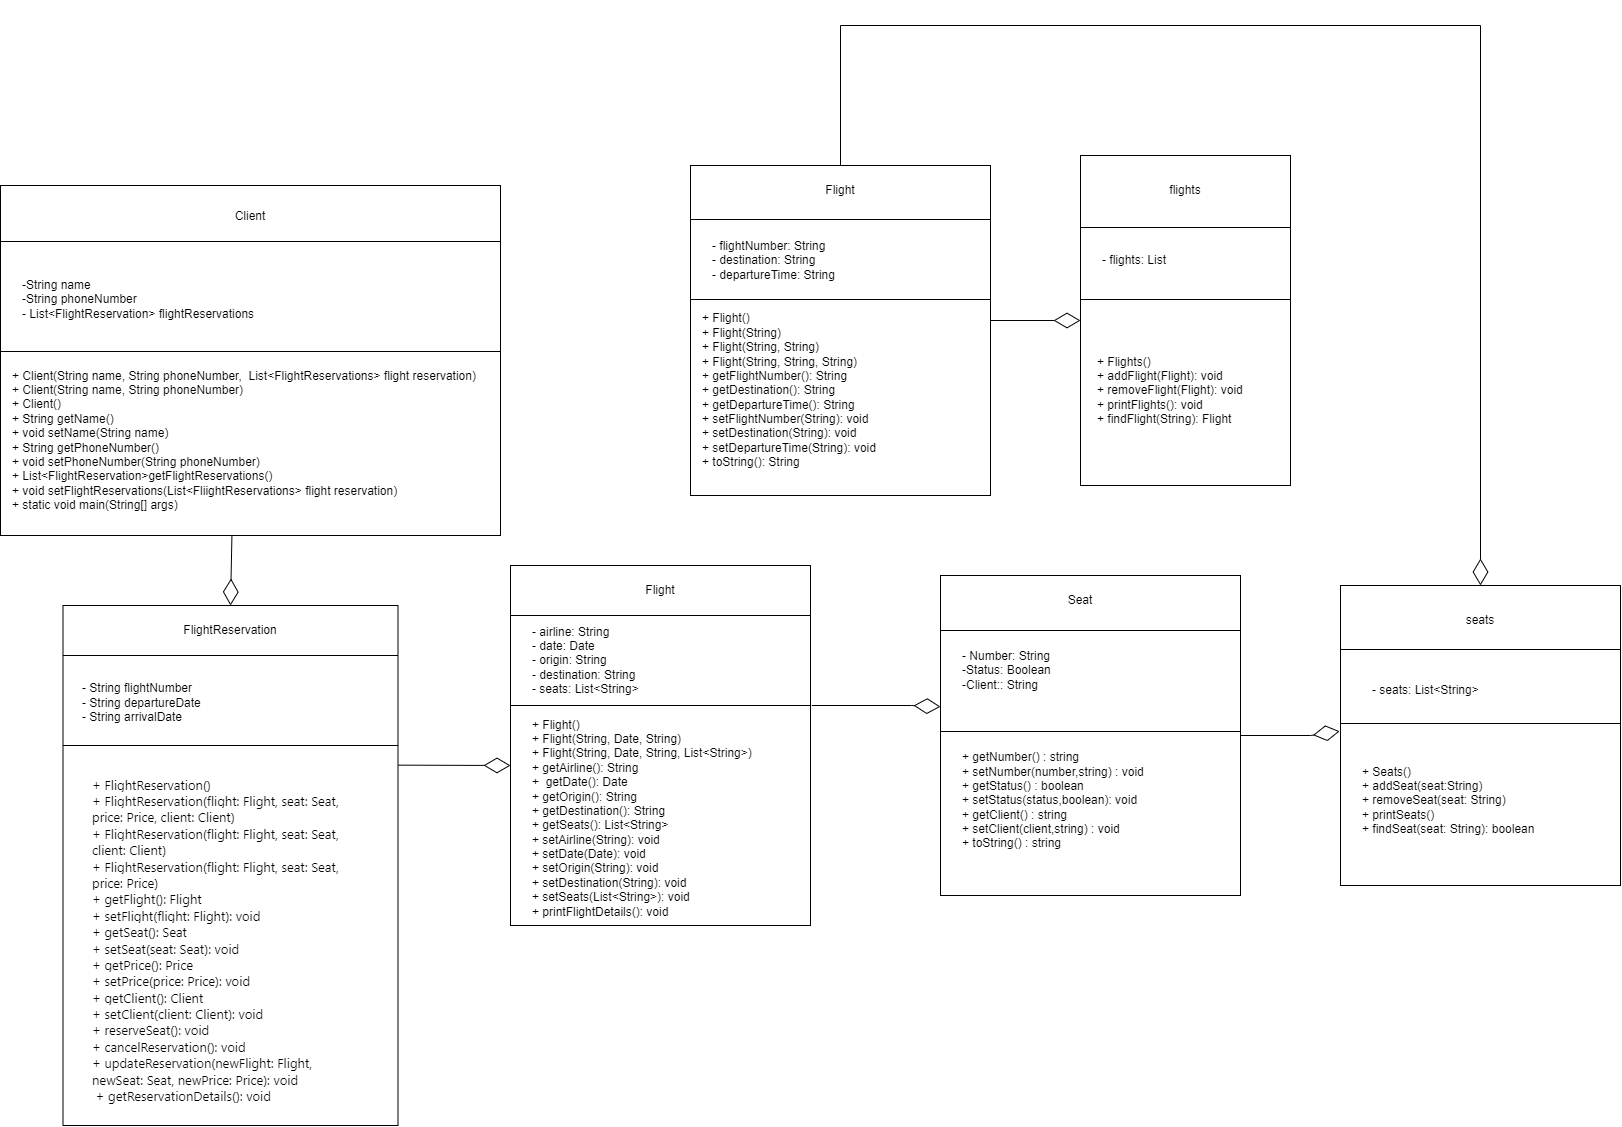 Client
-String name
-String phoneNumber
- List<FlightReservation> flightReservations
+ Client(String name, String phoneNumber,  List<FlightReservations> flight reservation)
+ Client(String name, String phoneNumber)
+ Client()
+ String getName()
+ void setName(String name)
+ String getPhoneNumber()
+ void setPhoneNumber(String phoneNumber)
+ List<FlightReservation>getFlightReservations()
+ void setFlightReservations(List<FliightReservations> flight reservation)
+ static void main(String[] args)
Flight
- flightNumber: String
- destination: String
- departureTime: String
+ Flight()
+ Flight(String)
+ Flight(String, String)
+ Flight(String, String, String)
+ getFlightNumber(): String
+ getDestination(): String
+ getDepartureTime(): String
+ setFlightNumber(String): void
+ setDestination(String): void
+ setDepartureTime(String): void
+ toString(): String
flights
- flights: List
+ Flights()
+ addFlight(Flight): void
+ removeFlight(Flight): void
+ printFlights(): void
+ findFlight(String): Flight
FlightReservation
- String flightNumber
- String departureDate
- String arrivalDate
+ FlightReservation()
+ FlightReservation(flight: Flight, seat: Seat,
price: Price, client: Client)
+ FlightReservation(flight: Flight, seat: Seat,
client: Client)
+ FlightReservation(flight: Flight, seat: Seat,
price: Price)
+ getFlight(): Flight
+ setFlight(flight: Flight): void
+ getSeat(): Seat
+ setSeat(seat: Seat): void
+ getPrice(): Price
+ setPrice(price: Price): void
+ getClient(): Client
+ setClient(client: Client): void
+ reserveSeat(): void
+ cancelReservation(): void
+ updateReservation(newFlight: Flight,
newSeat: Seat, newPrice: Price): void
+ getReservationDetails(): void
Flight
- airline: String
- date: Date
- origin: String
- destination: String
- seats: List<String>
+ Flight()
+ Flight(String, Date, String)
+ Flight(String, Date, String, List<String>)
+ getAirline(): String
+  getDate(): Date
+ getOrigin(): String
+ getDestination(): String
+ getSeats(): List<String>
+ setAirline(String): void
+ setDate(Date): void
+ setOrigin(String): void
+ setDestination(String): void
+ setSeats(List<String>): void
+ printFlightDetails(): void
Seat
- Number: String
-Status: Boolean
-Client:: String
+ getNumber() : string
+ setNumber(number,string) : void
+ getStatus() : boolean
+ setStatus(status,boolean): void
+ getClient() : string
+ setClient(client,string) : void
+ toString() : string
seats
- seats: List<String>
+ Seats()
+ addSeat(seat:String)
+ removeSeat(seat: String)
+ printSeats()
+ findSeat(seat: String): boolean